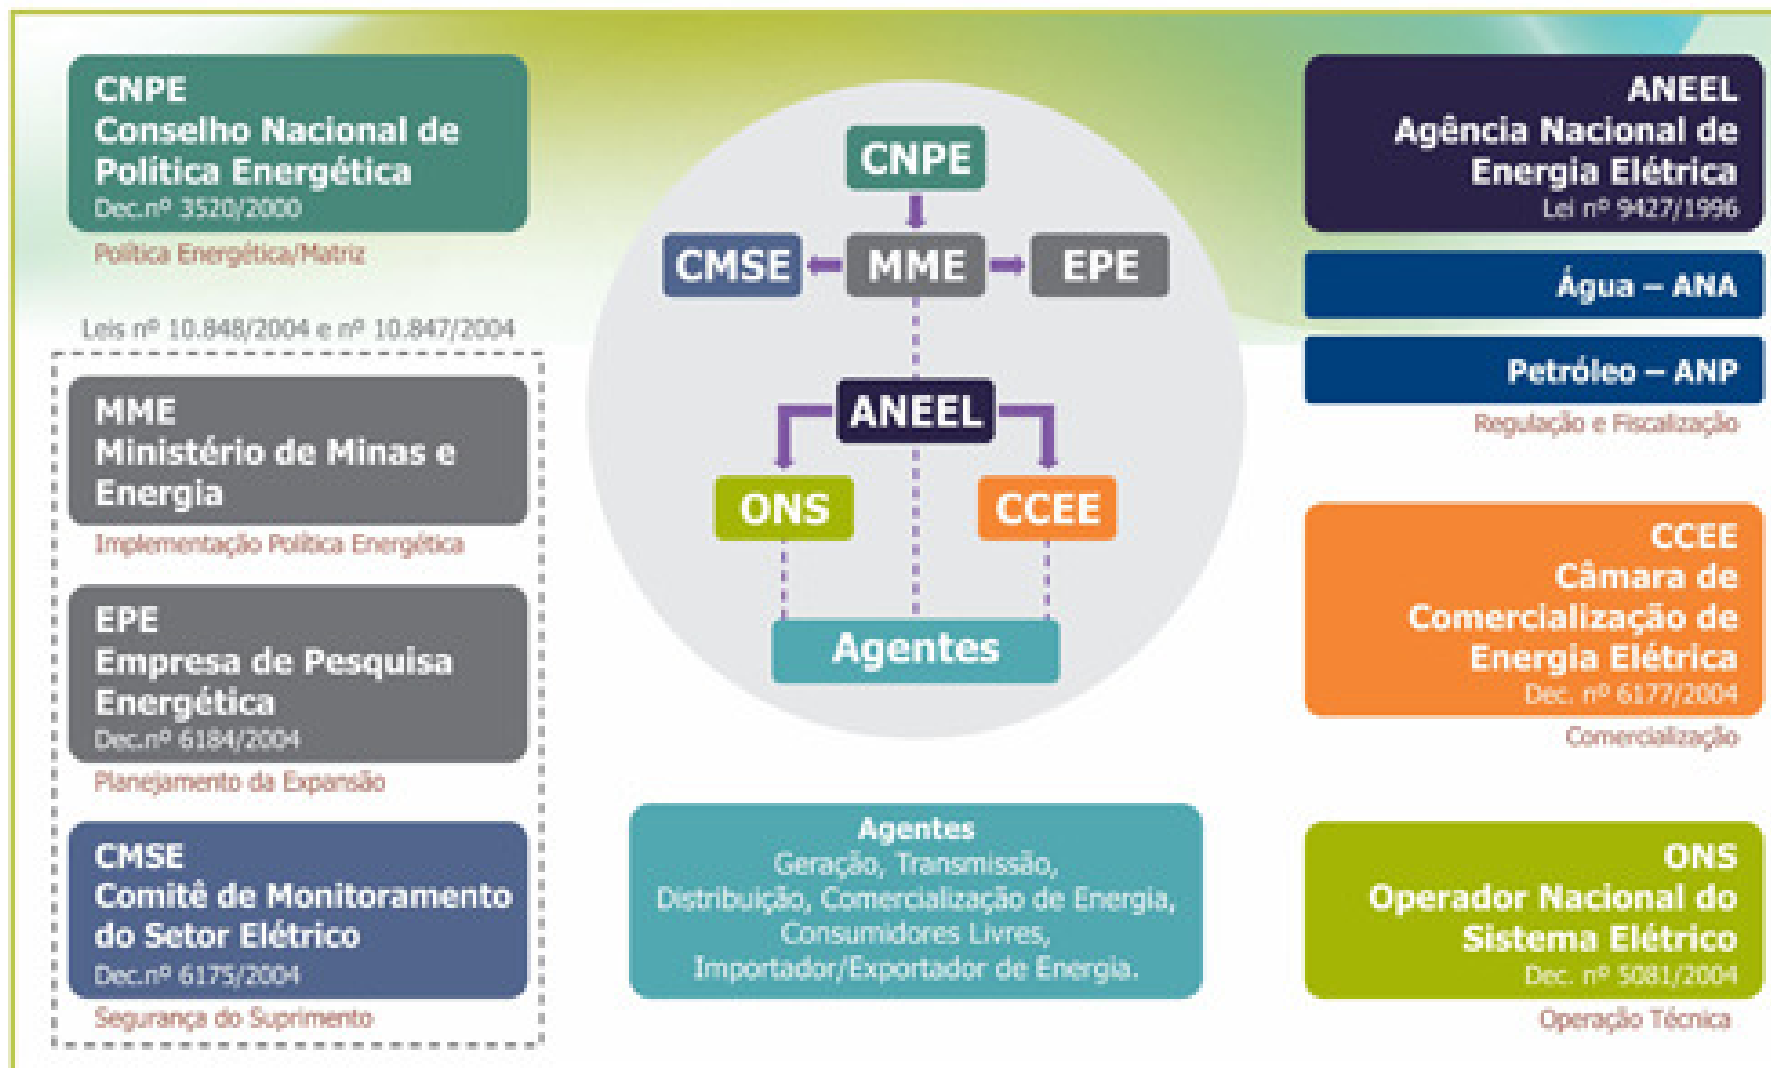 CNPE
Conselho Nacional de
Política Energética
Dec.nº 3520/2000
Política Energética/Matriz
Leis nº 10.848/2004 e nº 10.847/2004
MME
Ministério de Minas e
Energia
Implementação Política Energética
EPE
Empresa de Pesquisa
Energética
Dec.nº 6184/2004
Planejamento da Expansão
CMSE
Comitê de Monitoramento
do Setor Elétrico
Dec.nº 6175/2004
Segurança do Suprimento
CNPE
CMSE
MME
EPE
ANEEL
ONS
CCEE
Agentes
Agentes
Geração, Transmissão,
Distribuição, Comercialização de Energia,
Consumidores Livres,
Importador/Exportador de Energia.
ANEEL
Agência Nacional de
Energia Elétrica
Lei nº 9427/1996
Água – ANA
Petróleo – ANP
Regulação e Fiscalização
CCEE
Câmara de
Comercialização de
Energia Elétrica
Dec. nº 6177/2004
Comercialização
ONS
Operador Nacional do
Sistema Elétrico
Dec. nº 5081/2004
Operação Técnica